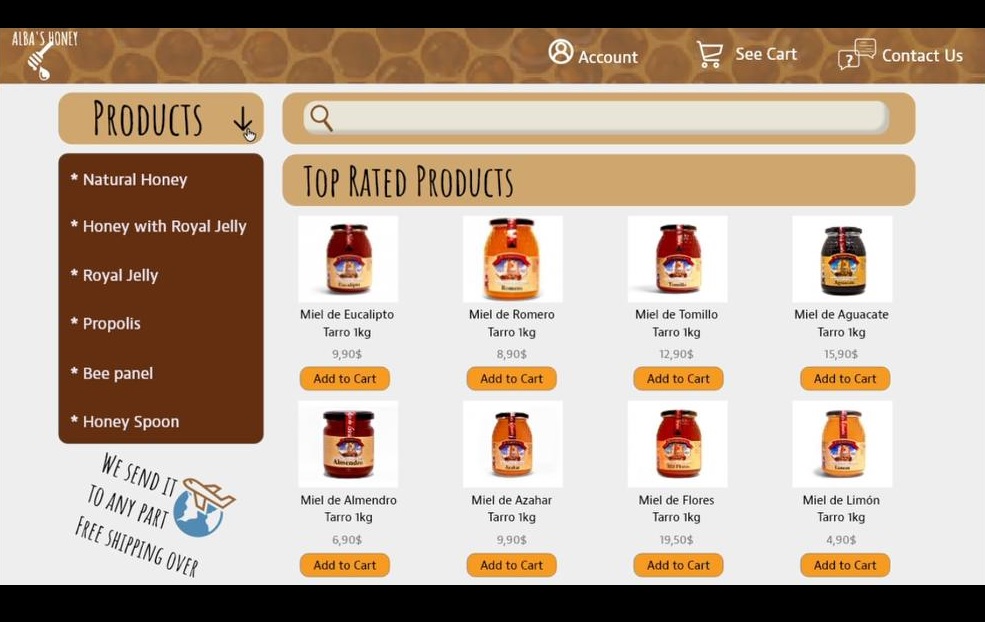 ALBA'S HONEY
Account
See Cart
Contact Us
PRODUCTS
* Natural Honey
* Honey with Royal Jelly
* Royal Jelly
* Propolis
* Bee panel
* Honey Spoon
WE SEND IT
TO ANY PART
FREE SHIPPING OVER
TOP RATED PRODUCTS
Eucalipto
Romero
Tomillo
Aguacate
Miel de Eucalipto
Tarro 1kg
9,90$
Add to Cart
Miel de Romero
Tarro 1kg
8,90$
Add to Cart
Miel de Tomillo
Tarro 1kg
12,90$
Add to Cart
Miel de Aguacate
Tarro 1kg
15,90$
Add to Cart
Almendro
Azahar
Miel de Almendro
Tarro 1kg
6,90$
Add to Cart
Miel de Azahar
Tarro 1kg
9,90$
Add to Cart
Miel de Flores
Tarro 1kg
19,50$
Add to Cart
Miel de Limón
Tarro 1kg
4,90$
Add to Cart